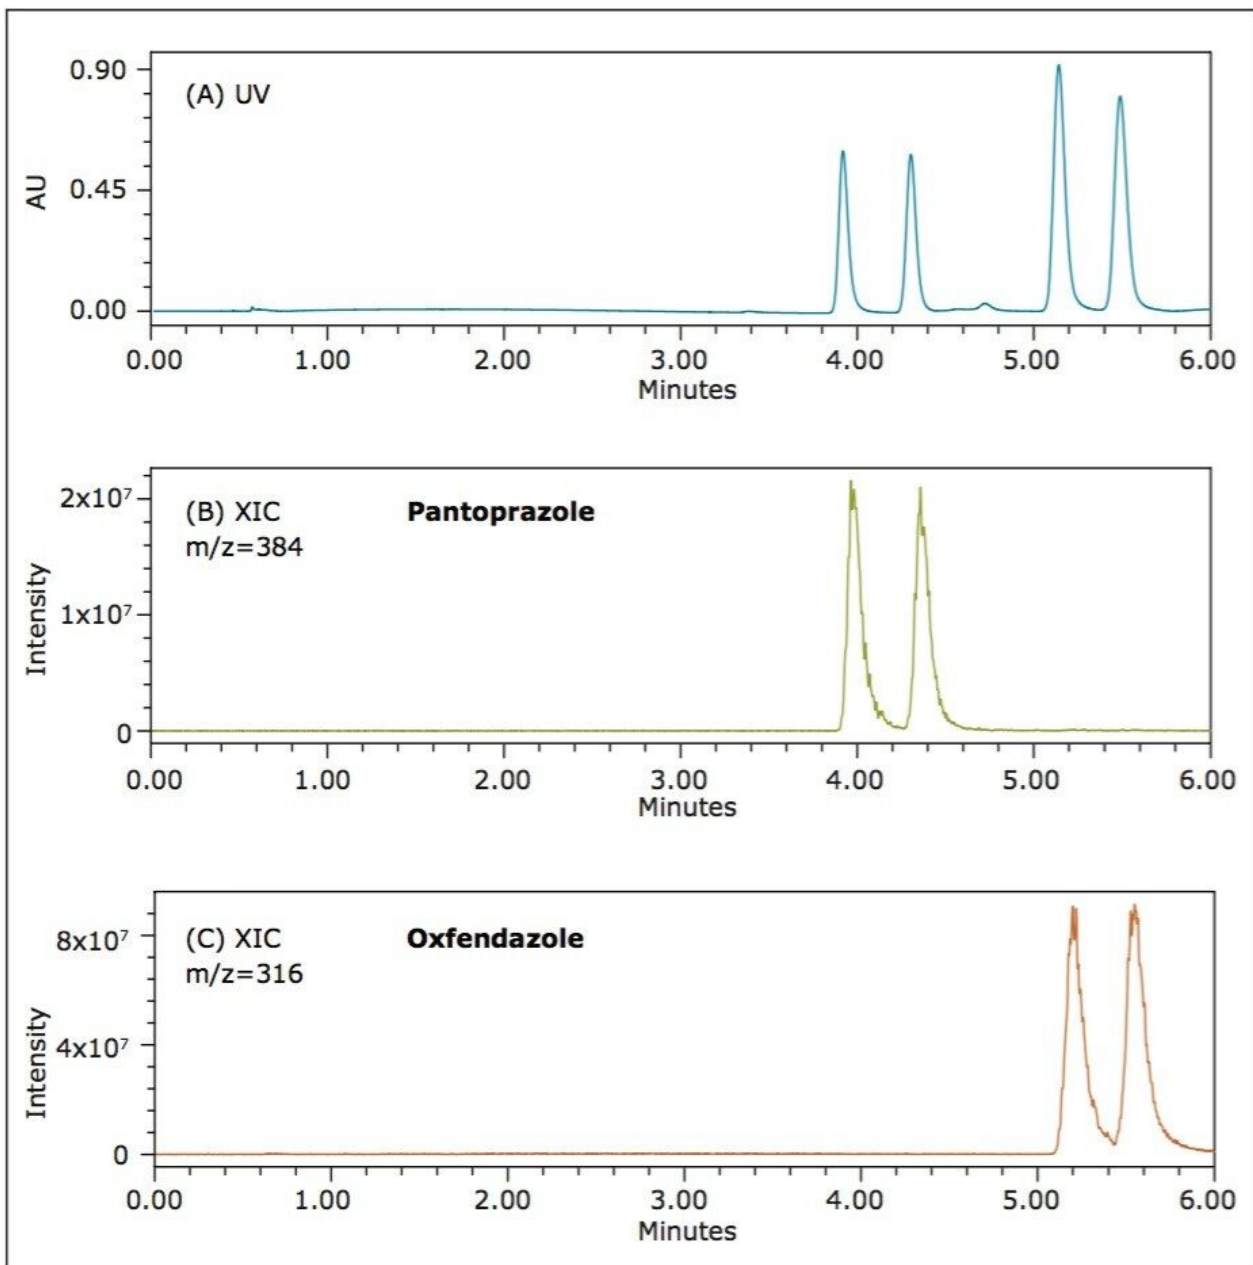 (A) UV
AU
0.90
0.45
0.00
0.00 1.00 2.00 3.00 4.00 5.00 6.00
Minutes
(B) XIC Pantoprazole
m/z=384
Intensity
2x10⁷
1x10⁷
0
0.00 1.00 2.00 3.00 4.00 5.00 6.00
Minutes
(C) XIC Oxfendazole
m/z=316
Intensity
8x10⁷
4x10⁷
0
0.00 1.00 2.00 3.00 4.00 5.00 6.00
Minutes